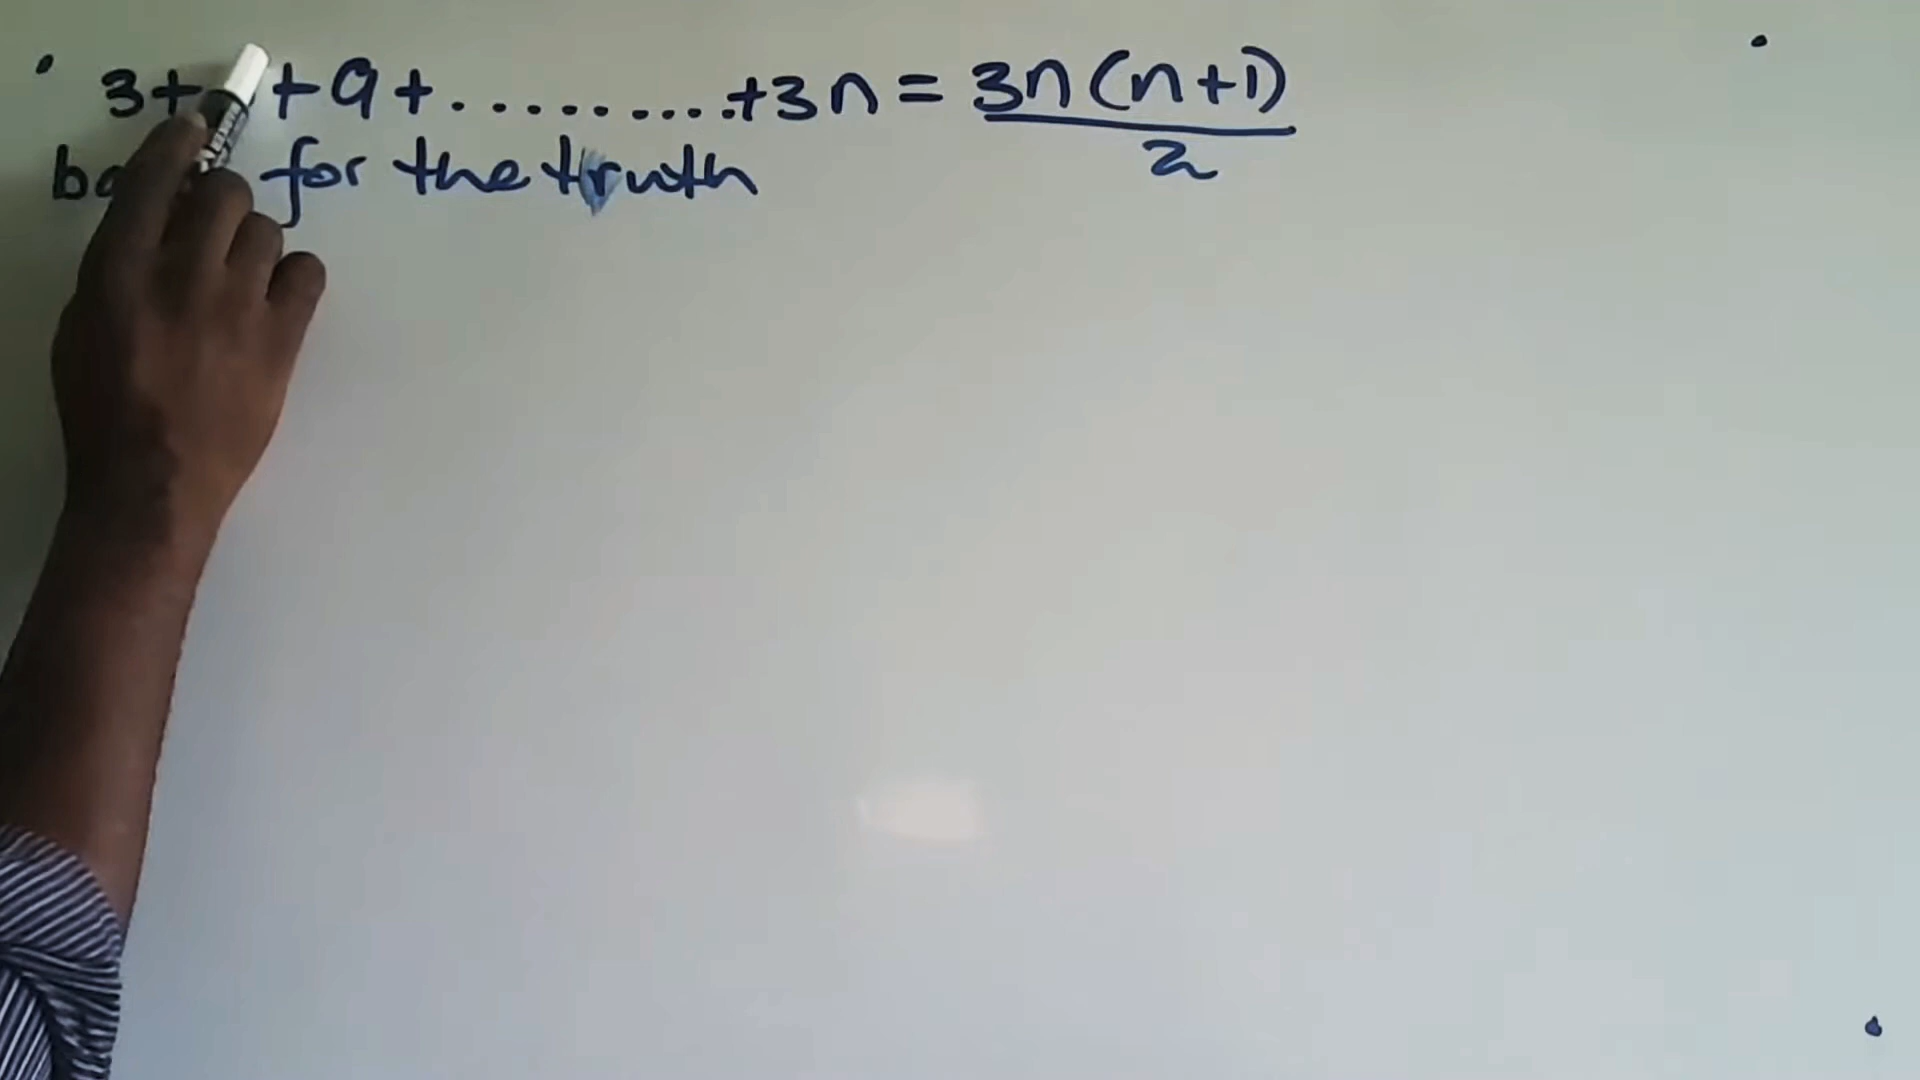 3+ +9+.........+3n = 3n(n+1)
2
for the truth